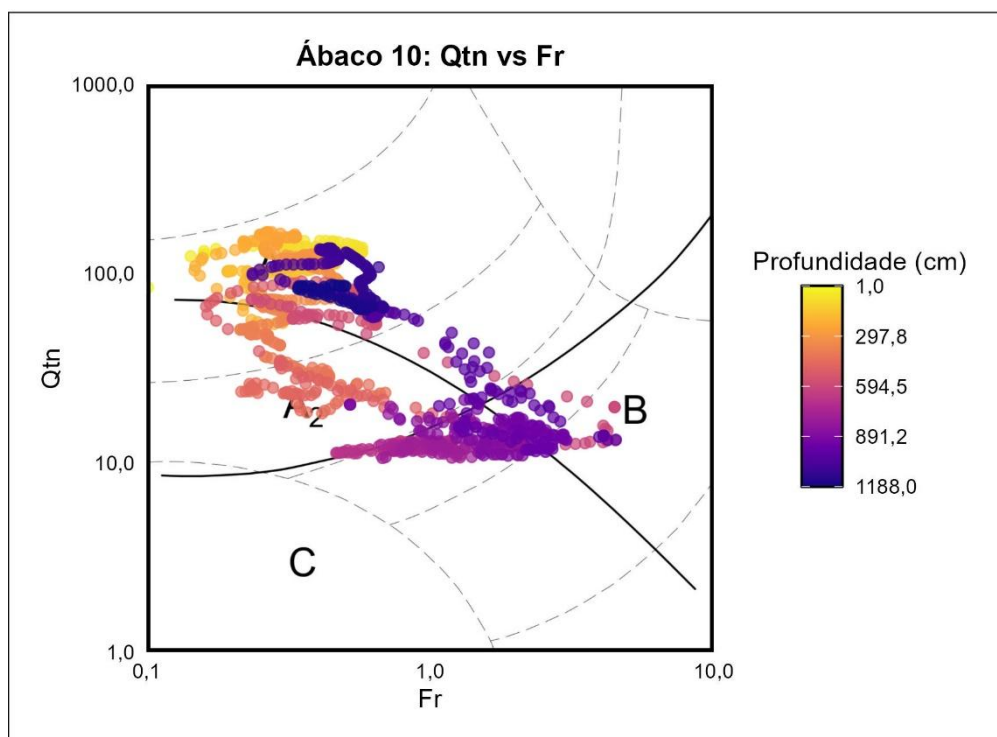 Ábaco 10: Qtn vs Fr
1000,0
100,0
10,0
1,0
Qtn
0,1
1,0
10,0
Fr
A2
B
C
Profundidade (cm)
1,0
297,8
594,5
891,2
1188,0